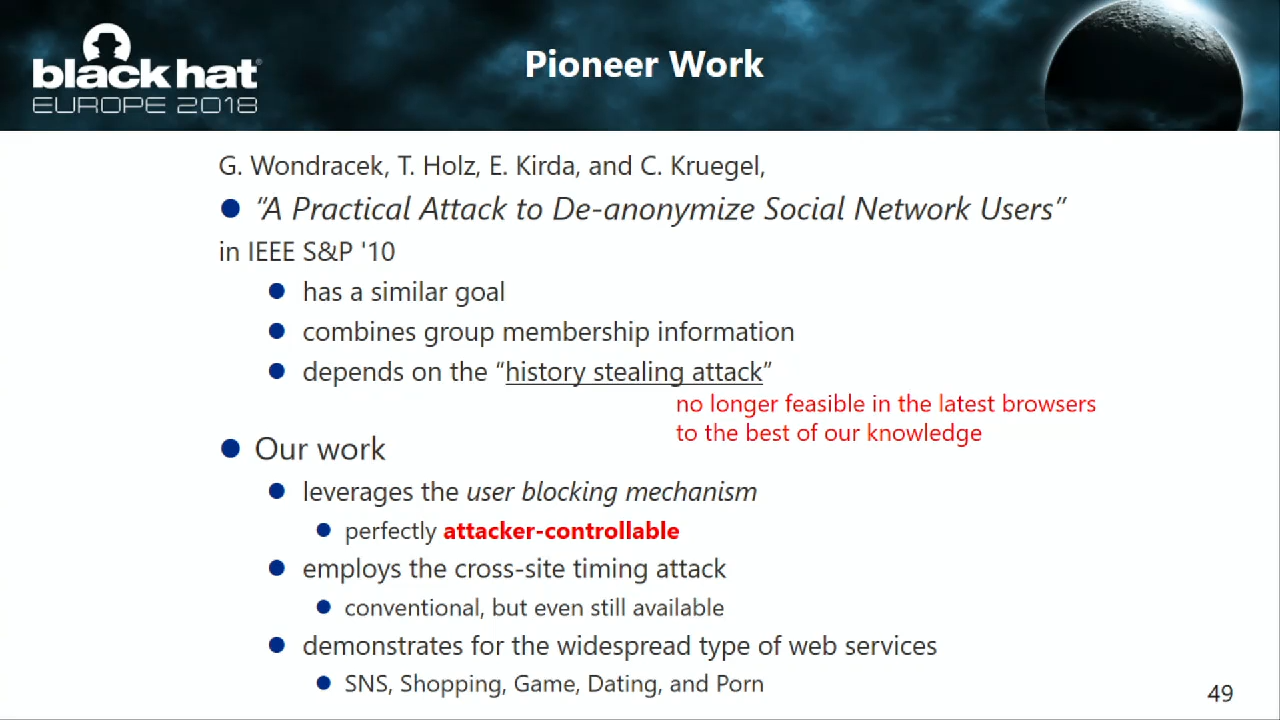 black hat
EUROPE 2018
Pioneer Work
G. Wondracek, T. Holz, E. Kirda, and C. Kruegel,
“A Practical Attack to De-anonymize Social Network Users”
in IEEE S&P '10
has a similar goal
combines group membership information
depends on the “history stealing attack”
no longer feasible in the latest browsers
to the best of our knowledge
Our work
leverages the user blocking mechanism
perfectly attacker-controllable
employs the cross-site timing attack
conventional, but even still available
demonstrates for the widespread type of web services
SNS, Shopping, Game, Dating, and Porn
49